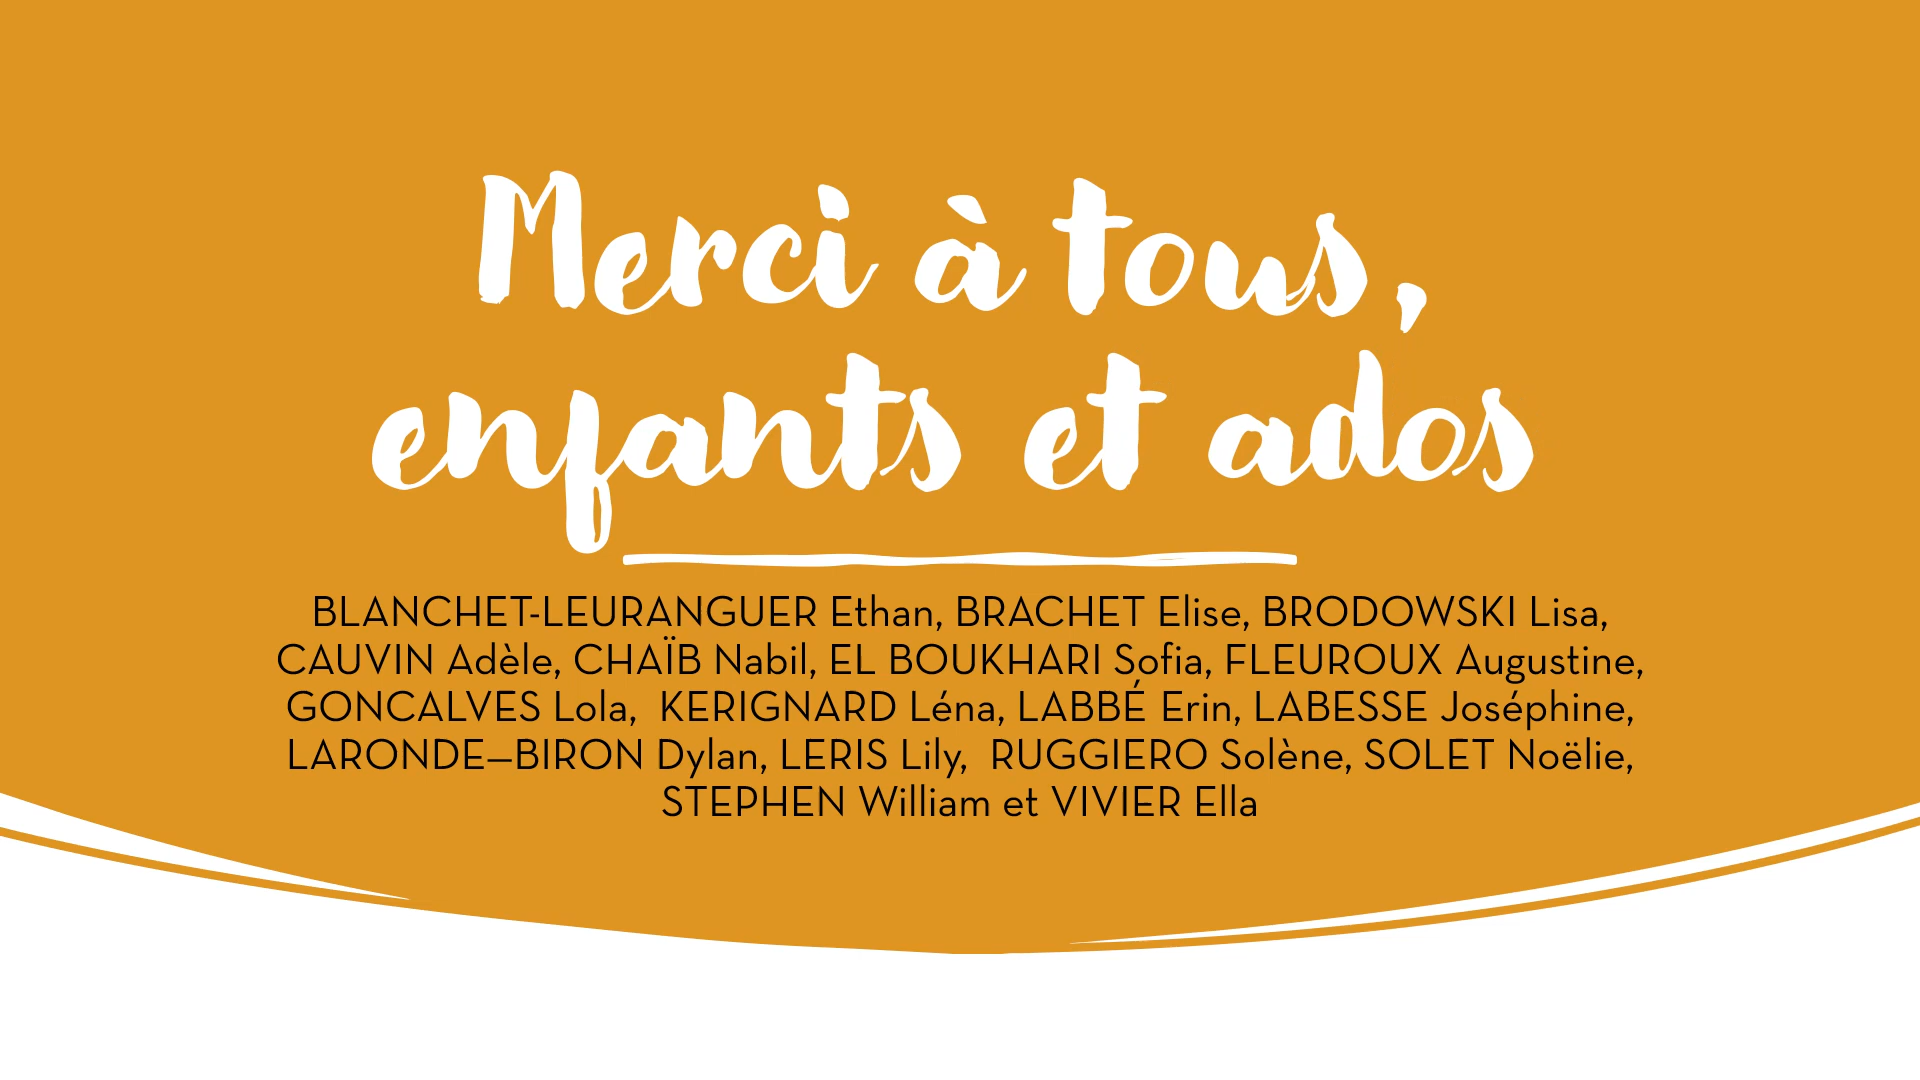 Merci à tous,
enfants et ados
BLANCHET-LEURANGUER Ethan, BRACHET Elise, BRODOWSKI Lisa,
CAUVIN Adèle, CHAÏB Nabil, EL BOUKHARI Sofia, FLEUROUX Augustine,
GONCALVES Lola,  KERIGNARD Léna, LABBÉ Erin, LABESSE Joséphine,
LARONDE—BIRON Dylan, LERIS Lily,  RUGGIERO Solène, SOLET Noëlie,
STEPHEN William et VIVIER Ella